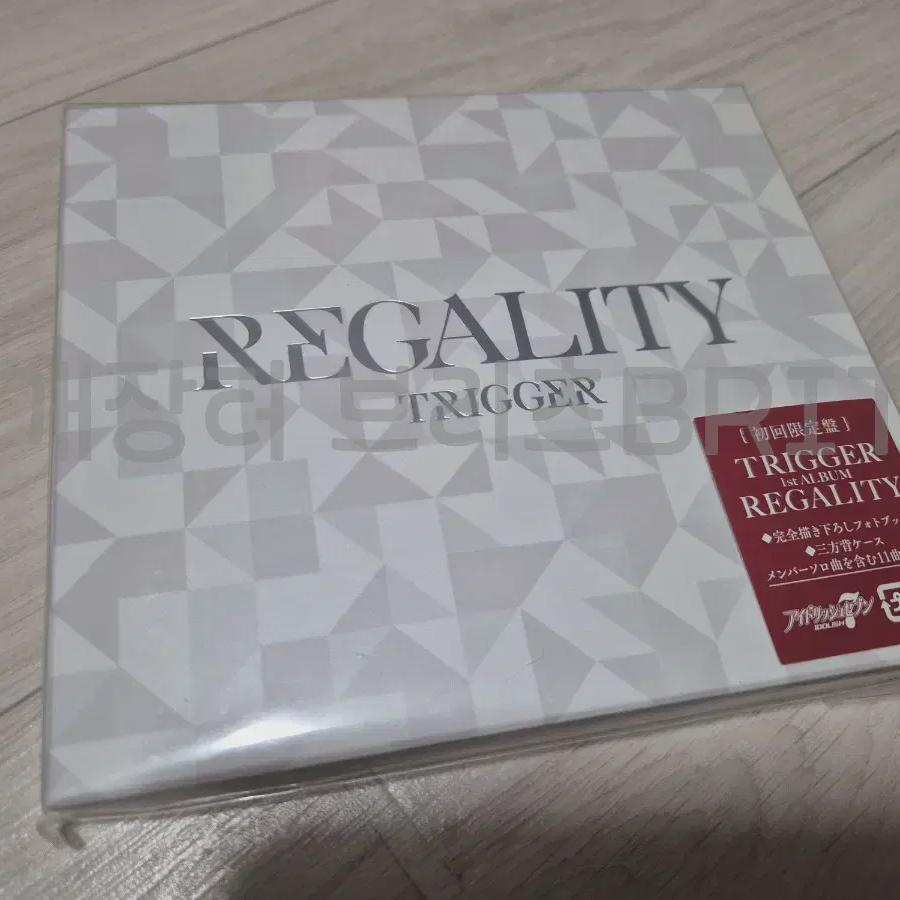 REGALITY
TRIGGER
개장터 브리즈BRIT
[初回限定盤]
TRIGGER
1st ALBUM
REGALITY
◆完全描き下ろしフォトブッ
◆三方背ケース
メンバーソロ曲を含む11曲
アイドリッシュセブン
IDOLiSH7